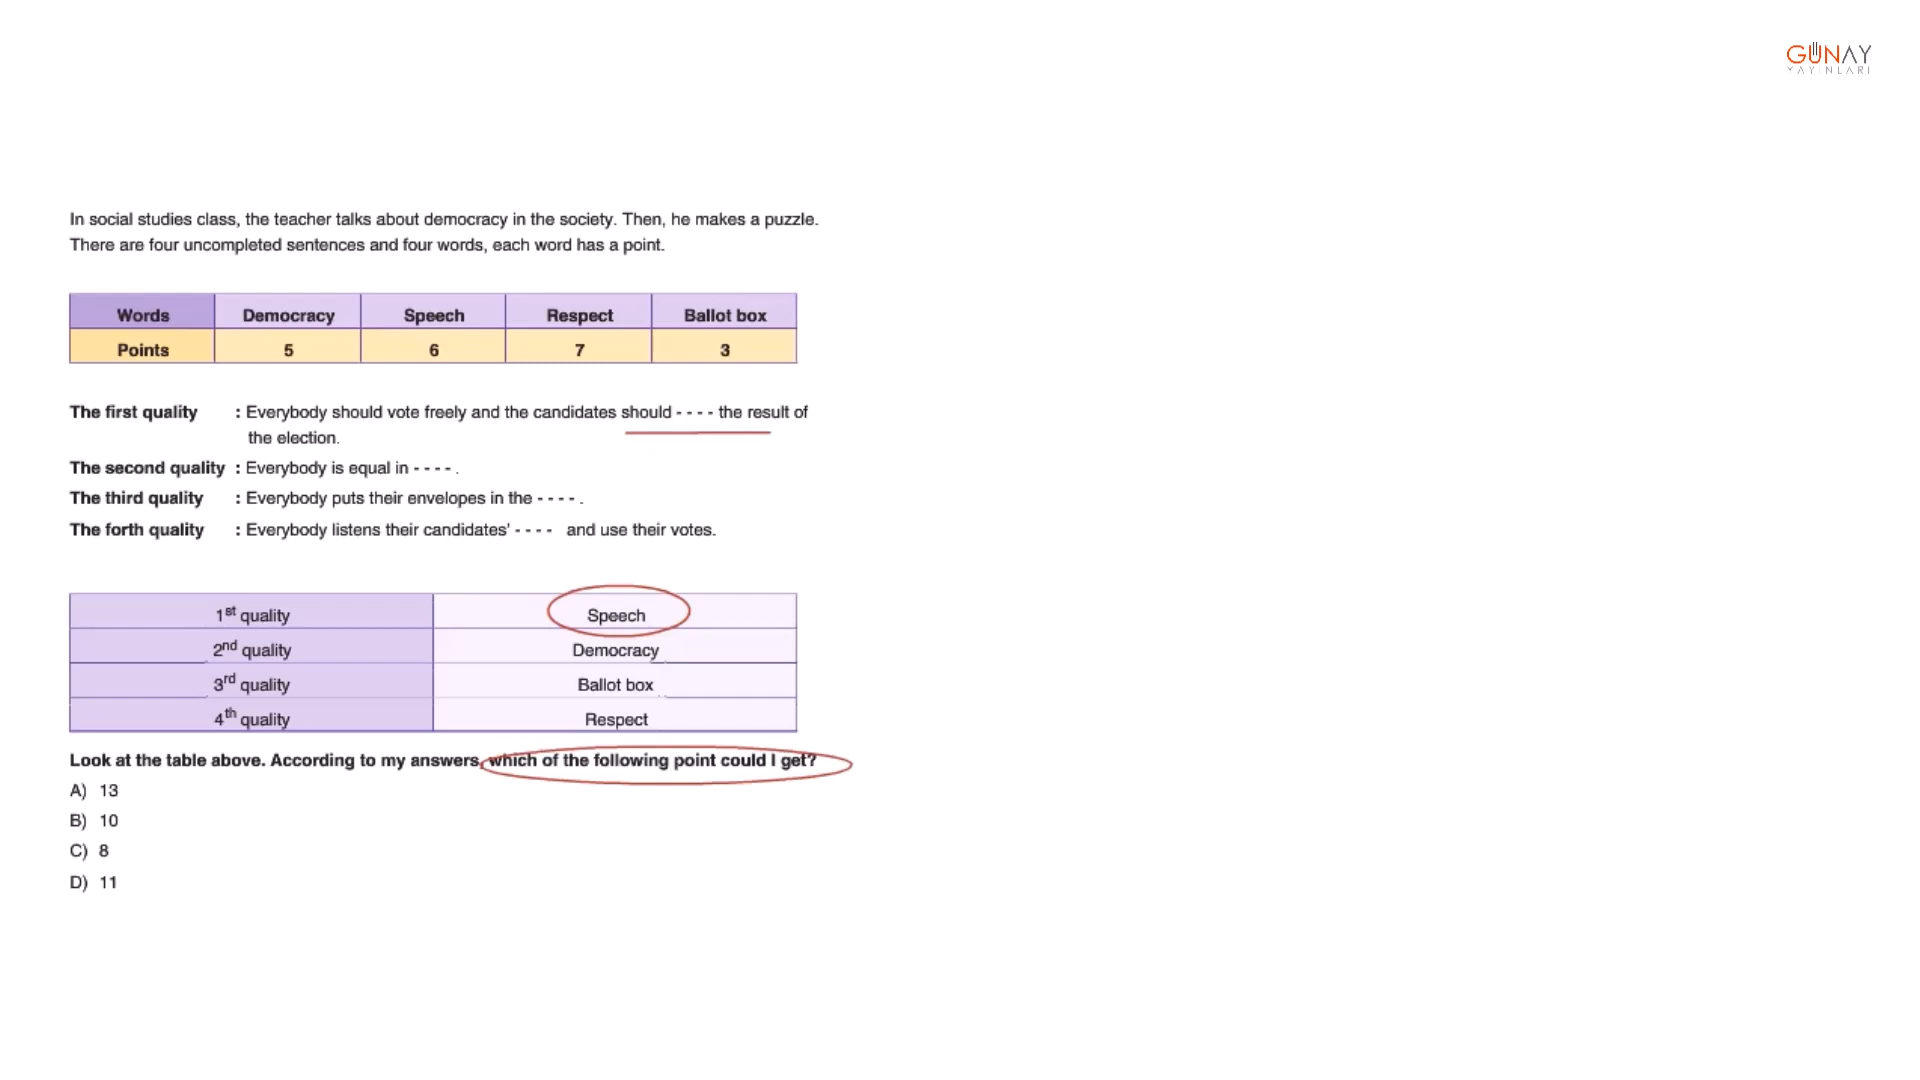 GÜNAY
YAYINLARI
In social studies class, the teacher talks about democracy in the society. Then, he makes a puzzle.
There are four uncompleted sentences and four words, each word has a point.
Words Democracy Speech Respect Ballot box
Points 5 6 7 3
The first quality : Everybody should vote freely and the candidates should - - - - the result of
the election.
The second quality : Everybody is equal in - - - - .
The third quality : Everybody puts their envelopes in the - - - - .
The forth quality : Everybody listens their candidates' - - - - and use their votes.
1st quality Speech
2nd quality Democracy
3rd quality Ballot box
4th quality Respect
Look at the table above. According to my answers, which of the following point could I get?
A) 13
B) 10
C) 8
D) 11